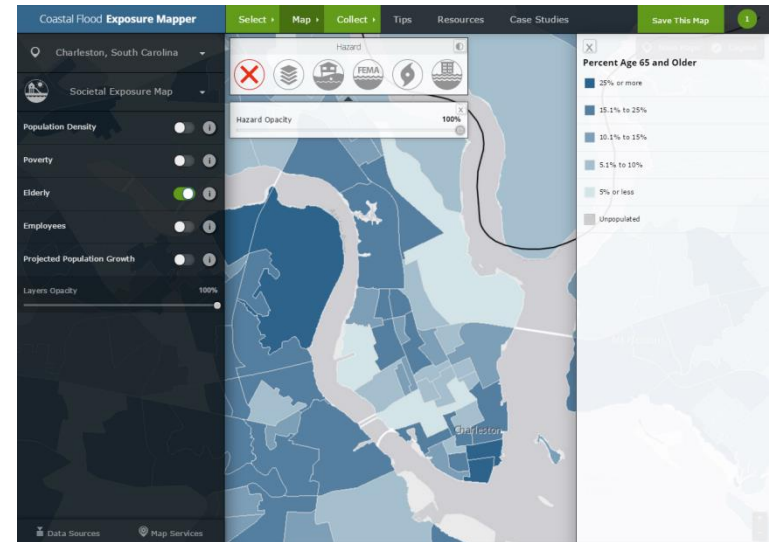 Coastal Flood Exposure Mapper
Select
Map
Collect
Tips
Resources
Case Studies
Save This Map
1
Charleston, South Carolina
Societal Exposure Map
Population Density
Poverty
Elderly
Employees
Projected Population Growth
Layers Opacity 100%
Data Sources
Map Services
Hazard
FEMA
X
Hazard Opacity 100%
Charleston
X
Percent Age 65 and Older
25% or more
15.1% to 25%
10.1% to 15%
5.1% to 10%
5% or less
Unpopulated